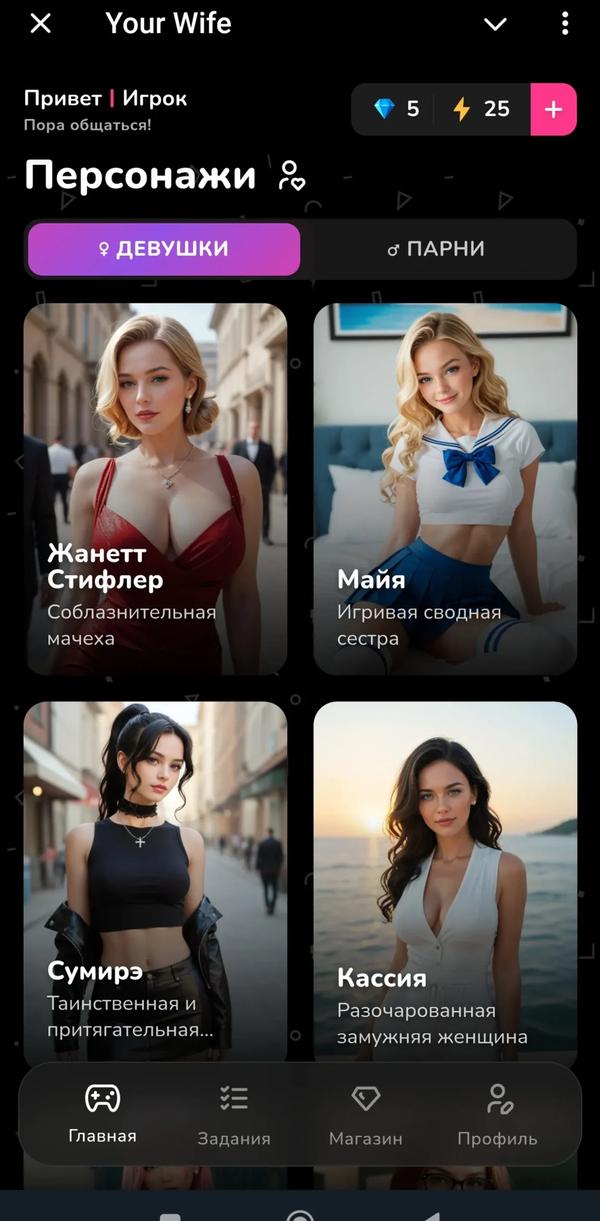 Your Wife
Привет | Игрок
Пора общаться!
5
25
+
Персонажи
♀ ДЕВУШКИ
♂ ПАРНИ
Жанетт
Стифлер
Соблазнительная
мачеха
Майя
Игривая сводная
сестра
Сумирэ
Таинственная и
притягательная...
Кассия
Разочарованная
замужняя женщина
Главная
Задания
Магазин
Профиль